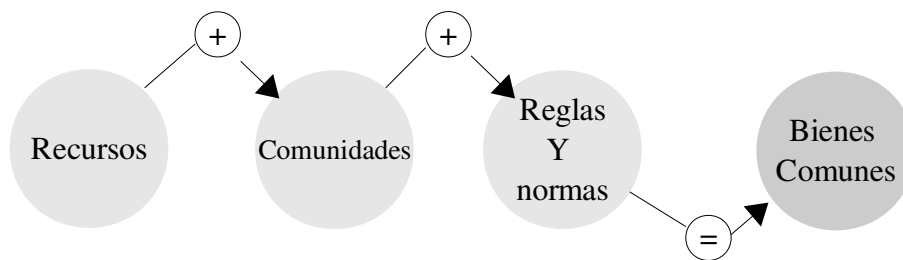 +
+
Recursos
Comunidades
Reglas
Y
normas
Bienes
Comunes
=